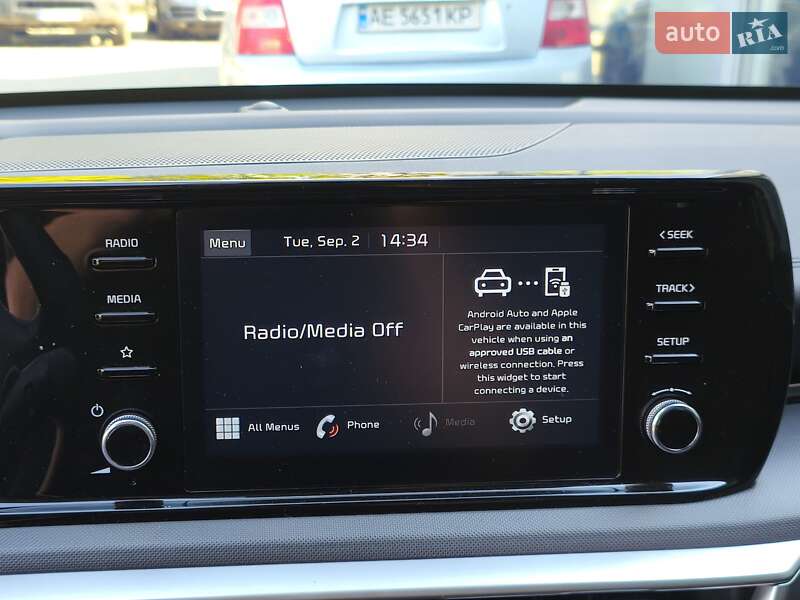 AE 5651 KP
auto RIA
.com
RADIO
MEDIA
Menu
Tue, Sep. 2
14:34
Radio/Media Off
Android Auto and Apple
CarPlay are available in this
vehicle when using an
approved USB cable or
wireless connection. Press
this widget to start
connecting a device.
All Menus
Phone
Media
Setup
< SEEK
TRACK >
SETUP